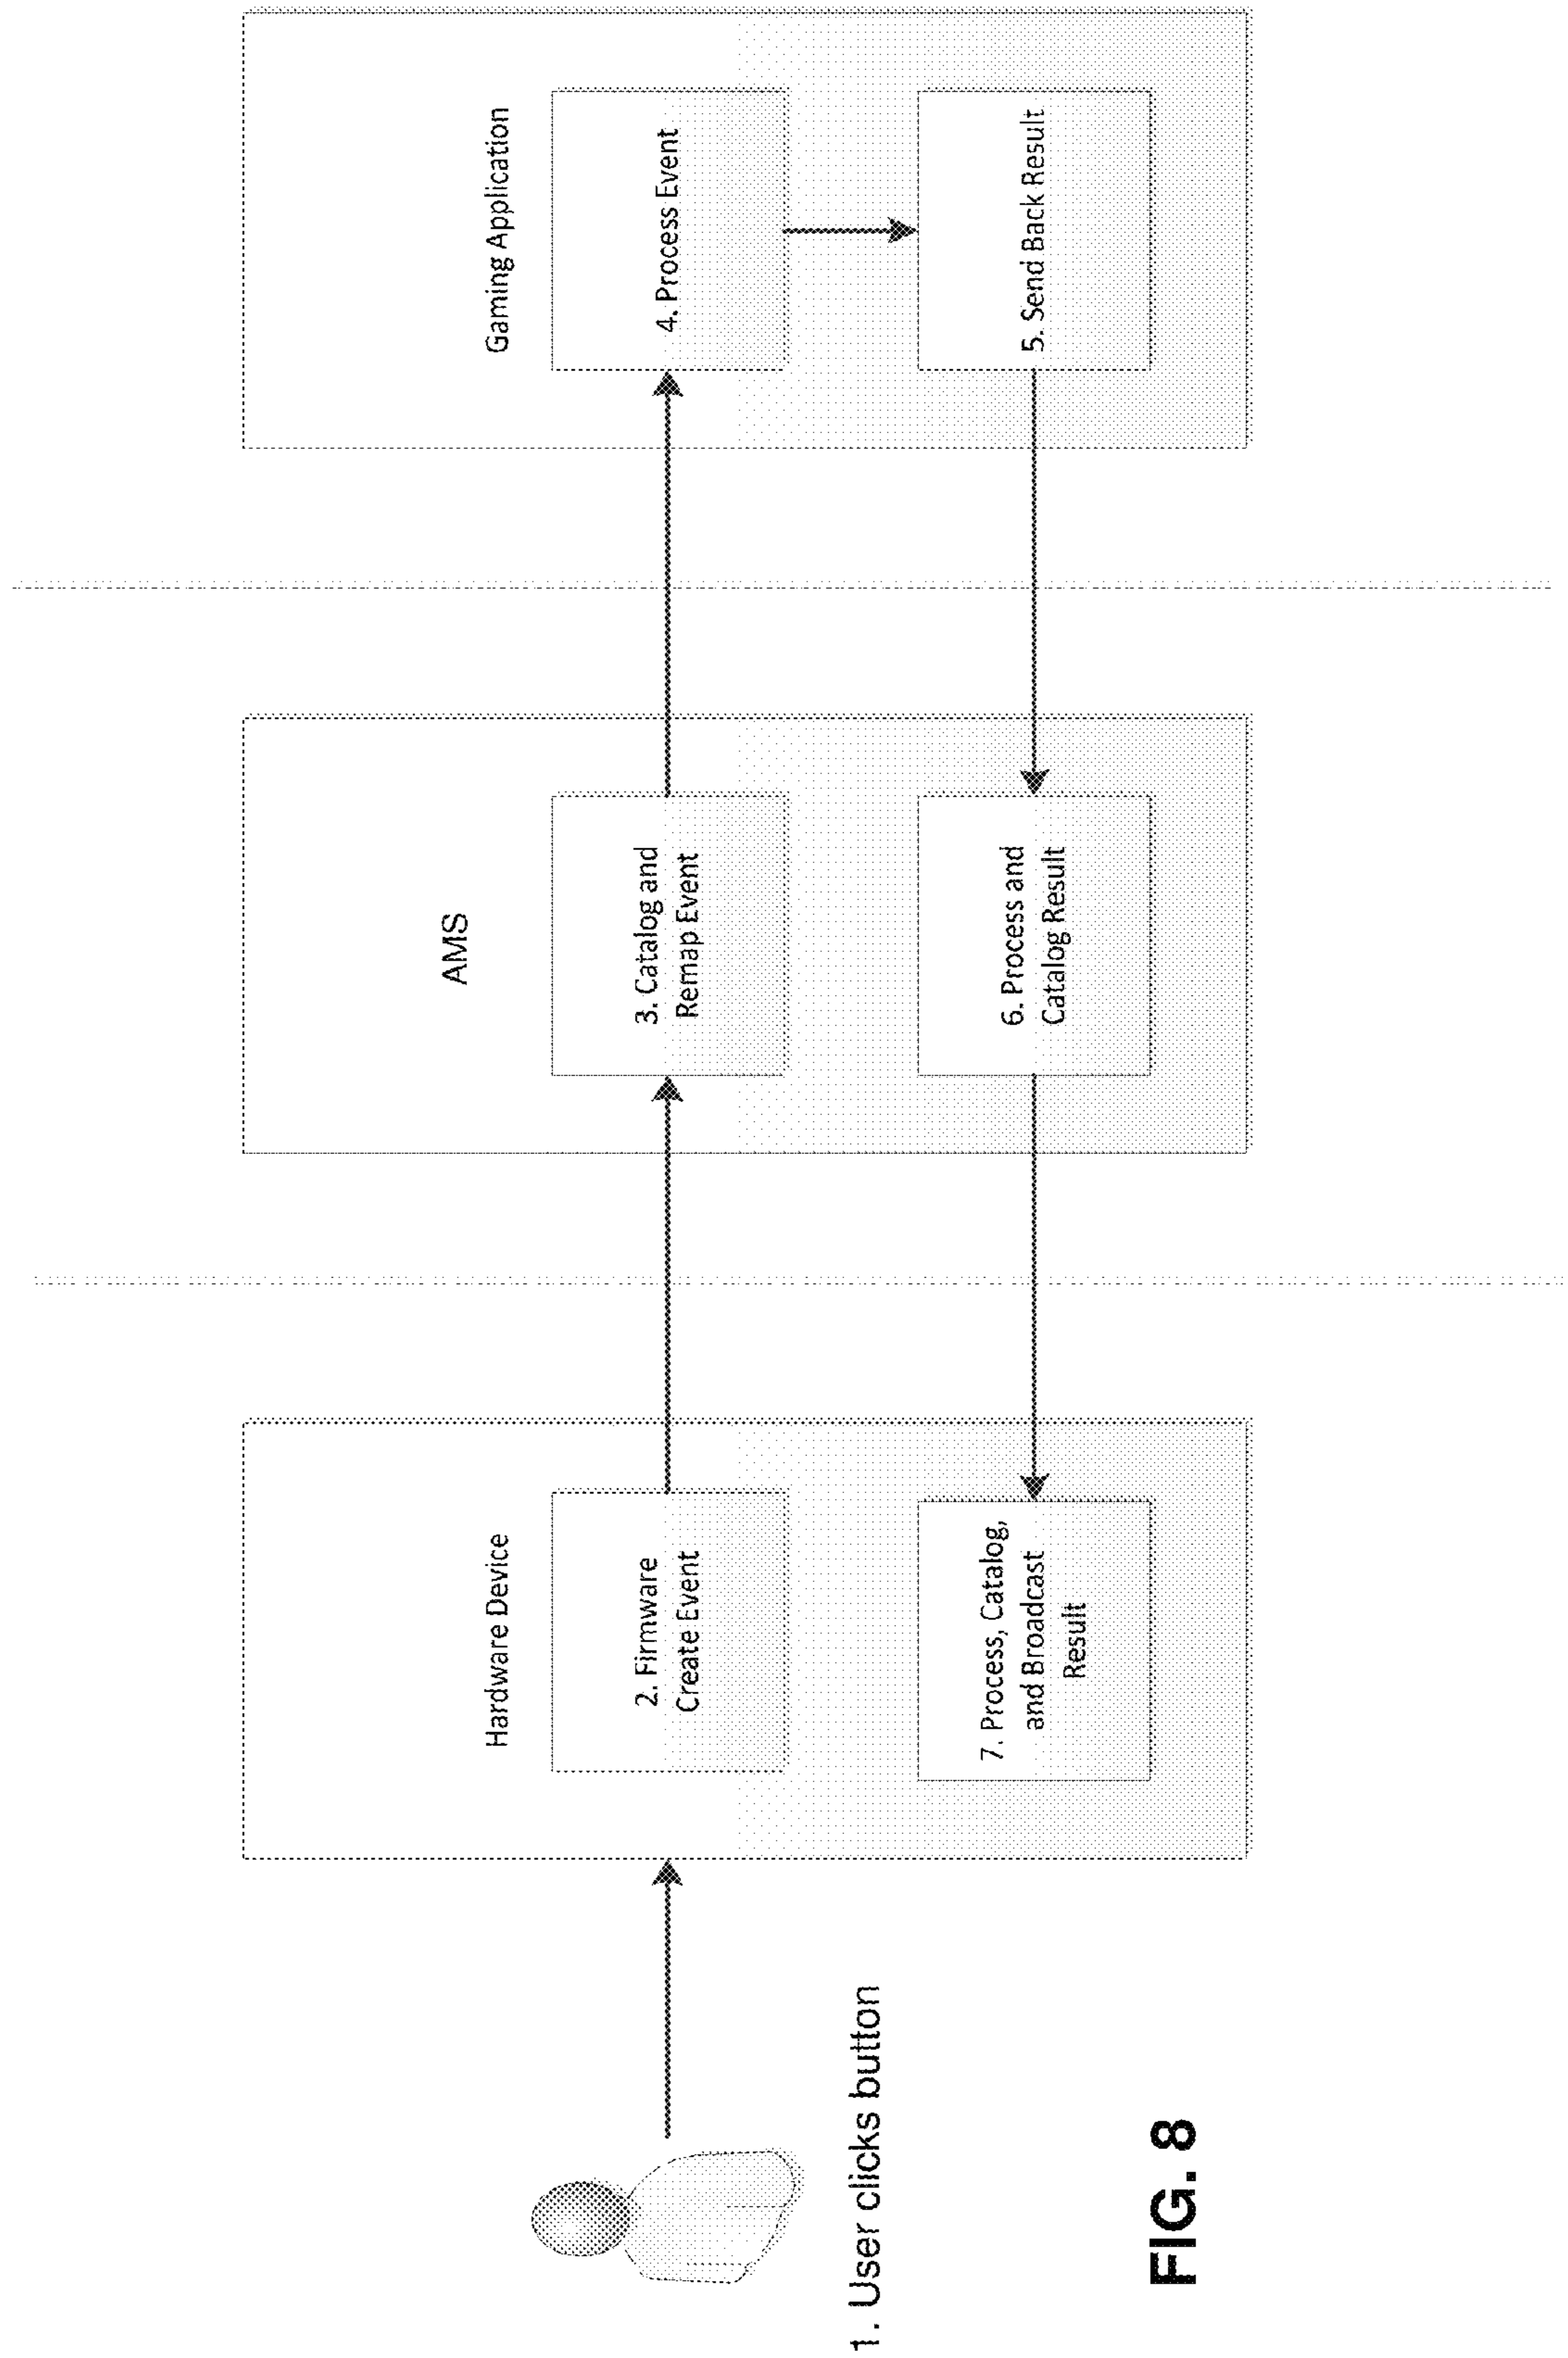 Hardware Device
AMS
Gaming Application
2. Firmware
Create Event
3. Catalog and
Remap Event
4. Process Event
1. User clicks button
7. Process, Catalog,
and Broadcast
Result
6. Process and
Catalog Result
5. Send Back Result
FIG. 8